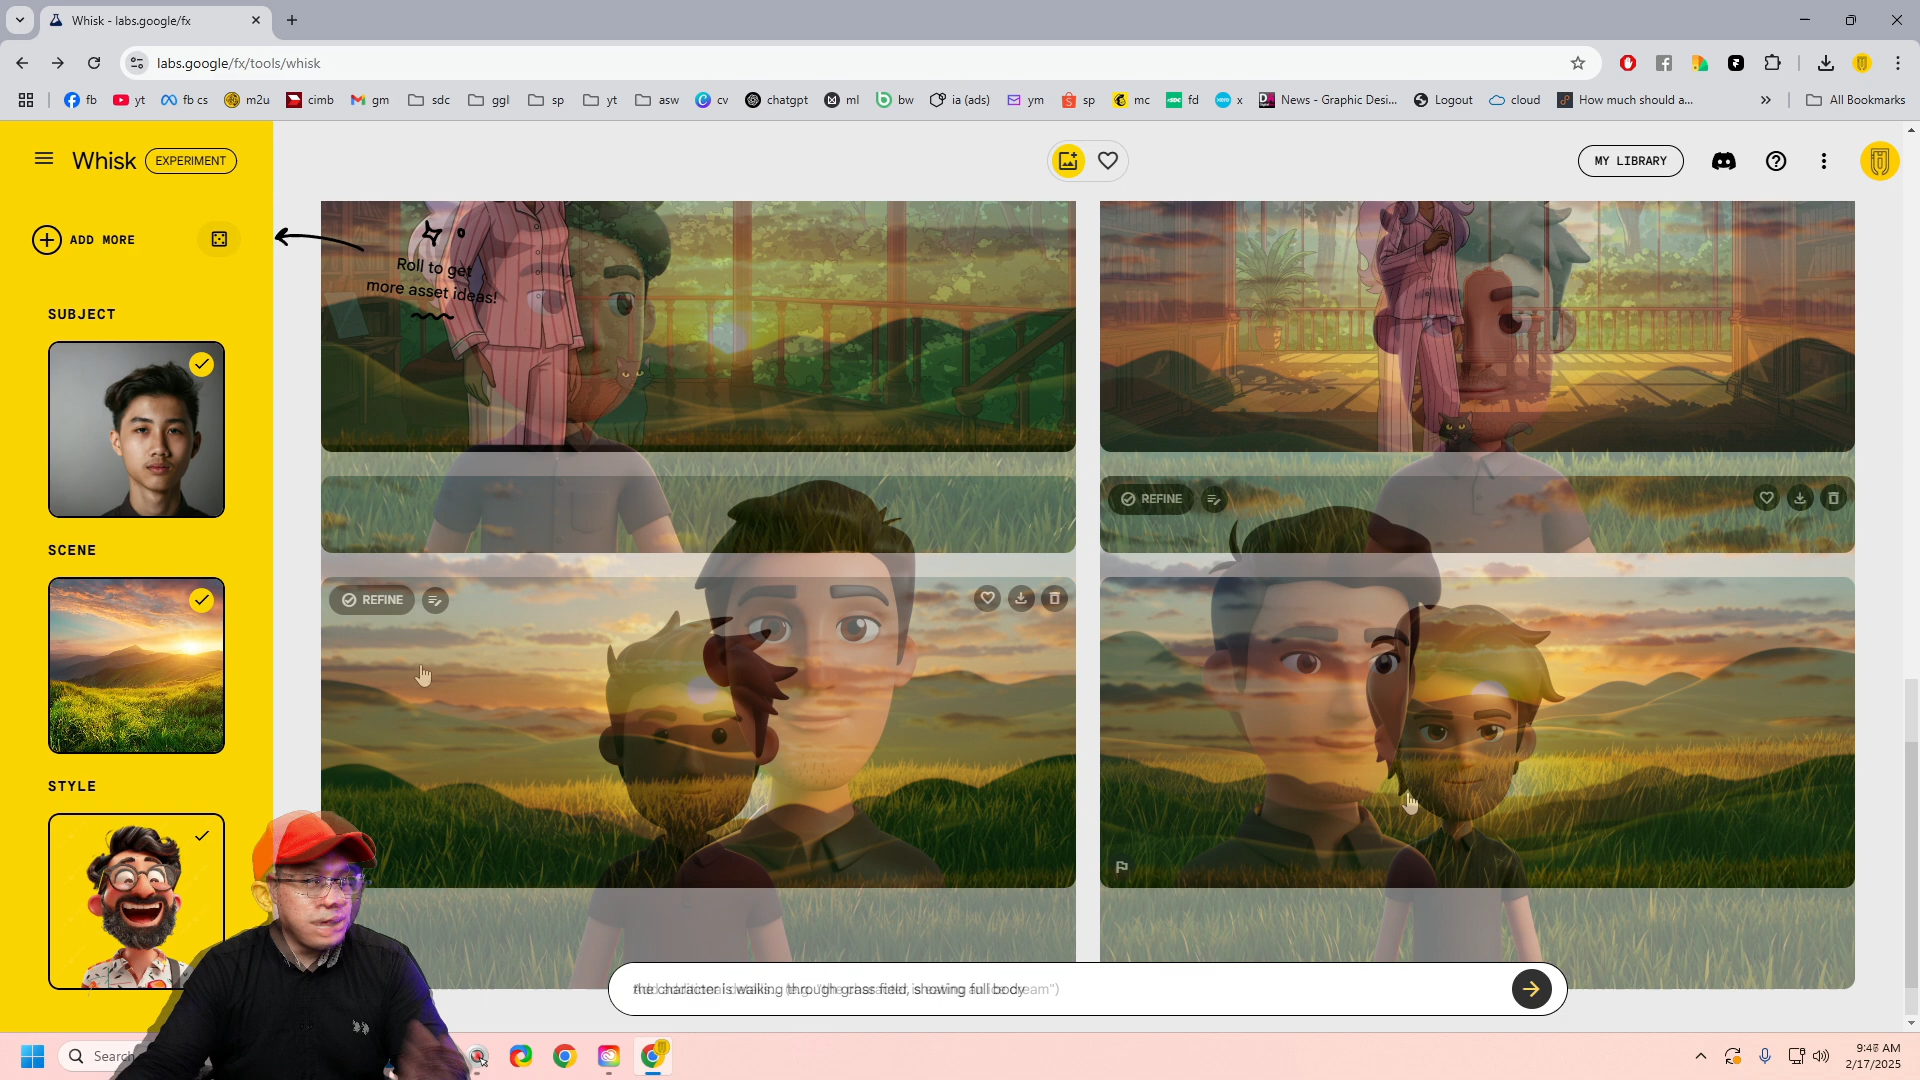 Whisk - labs.google/fx
labs.google/fx/tools/whisk
fb
yt
fb cs
m2u
cimb
gm
sdc
ggl
sp
yt
asw
cv
chatgpt
ml
bw
ia (ads)
ym
sp
mc
fd
x
News - Graphic Desi...
Logout
cloud
How much should a...
All Bookmarks
Whisk
EXPERIMENT
MY LIBRARY
ADD MORE
Roll to get
more asset ideas!
SUBJECT
SCENE
STYLE
REFINE
REFINE
the character is walking through grass field, showing full body
Search
9:46 AM
2/17/2025